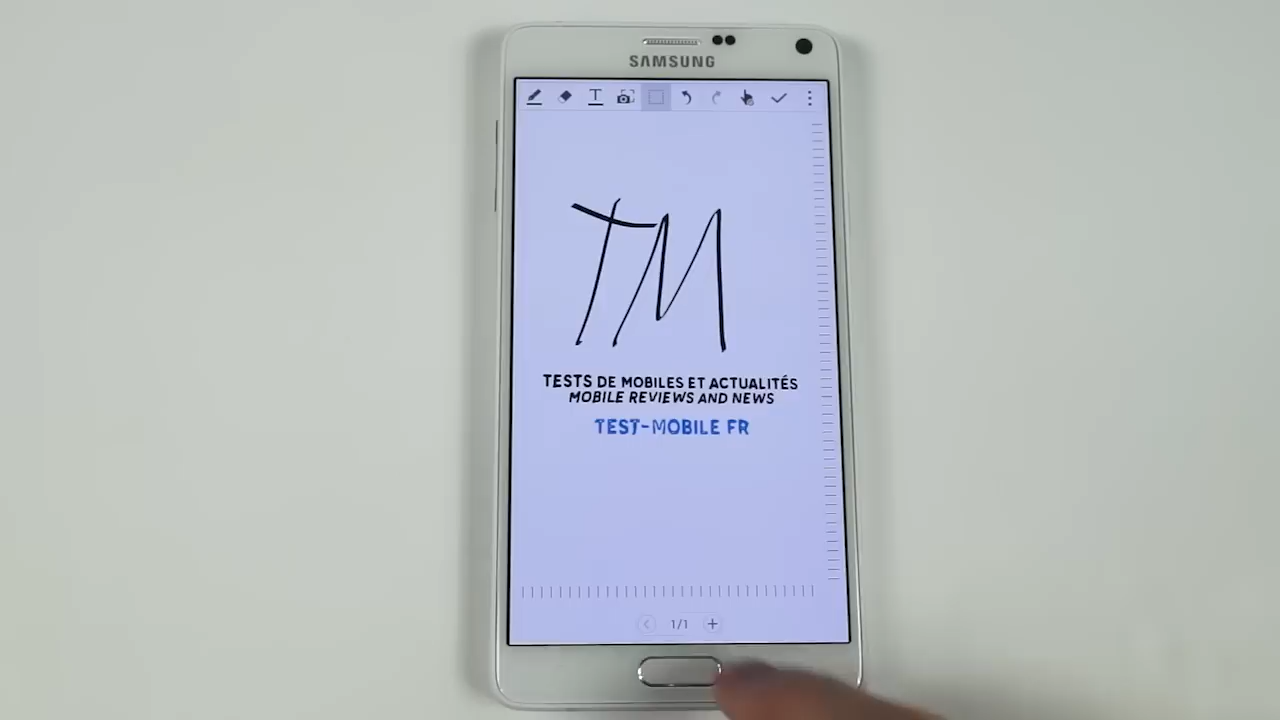 SAMSUNG
T
TM
TESTS DE MOBILES ET ACTUALITÉS
MOBILE REVIEWS AND NEWS
TEST-MOBILE FR
1/1